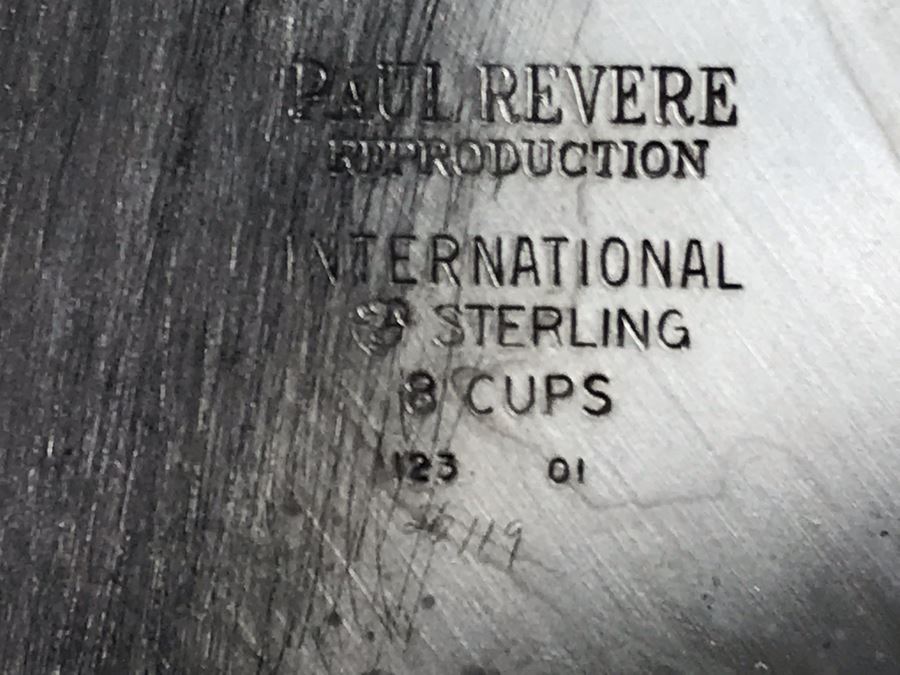 PAUL REVERE
REPRODUCTION
INTERNATIONAL
STERLING
8 CUPS
123 01